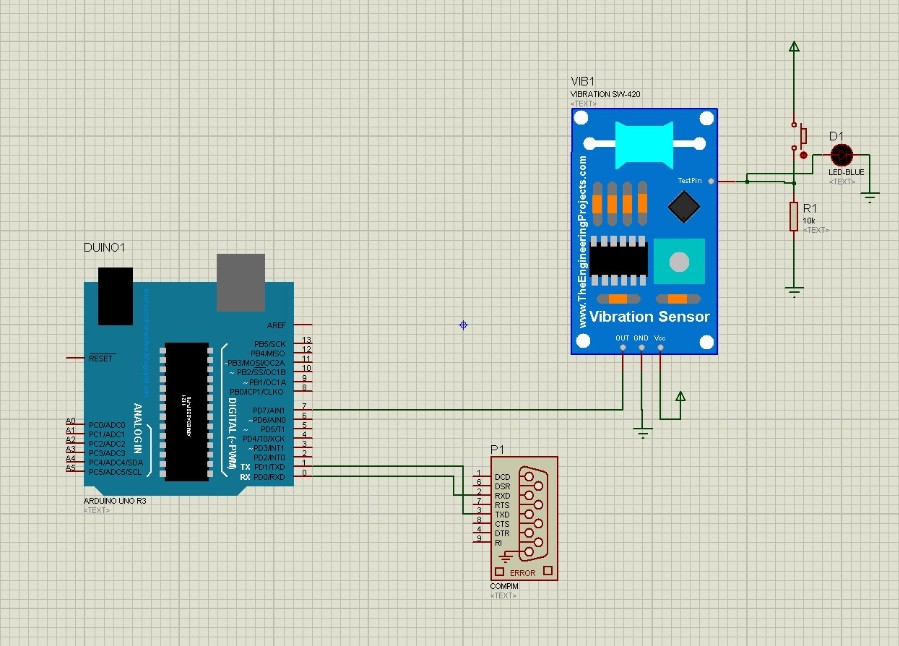 VIB1
VIBRATION SW-420
<TEXT>
www.TheEngineeringProjects.com
TestPin
Vibration Sensor
OUT GND Vcc
D1
LED-BLUE
<TEXT>
R1
10k
<TEXT>
DUINO1
AREF
RESET
PB5/SCK 13
PB4/MISO 12
~PB3/MOSI/OC2A 11
~ PB2/SS/OC1B 10
~ PB1/OC1A 9
PB0/ICP1/CLKO 8
PD7/AIN1 7
~ PD6/AIN0 6
~ PD5/T1 5
PD4/T0/XCK 4
~ PD3/INT1 3
PD2/INT0 2
TX PD1/TXD 1
RX PD0/RXD 0
DIGITAL (~PWM)
ANALOG IN
A0 PC0/ADC0
A1 PC1/ADC1
A2 PC2/ADC2
A3 PC3/ADC3
A4 PC4/ADC4/SDA
A5 PC5/ADC5/SCL
ARDUINO UNO R3
<TEXT>
P1
1 DCD
6 DSR
2 RXD
7 RTS
3 TXD
8 CTS
4 DTR
9 RI
ERROR
COMPIM
<TEXT>